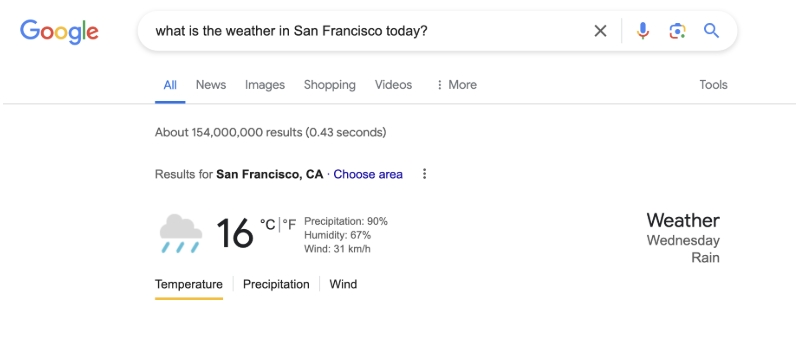 Google
what is the weather in San Francisco today?
All News Images Shopping Videos More Tools
About 154,000,000 results (0.43 seconds)
Results for San Francisco, CA · Choose area
16 °C | °F
Precipitation: 90%
Humidity: 67%
Wind: 31 km/h
Weather
Wednesday
Rain
Temperature Precipitation Wind